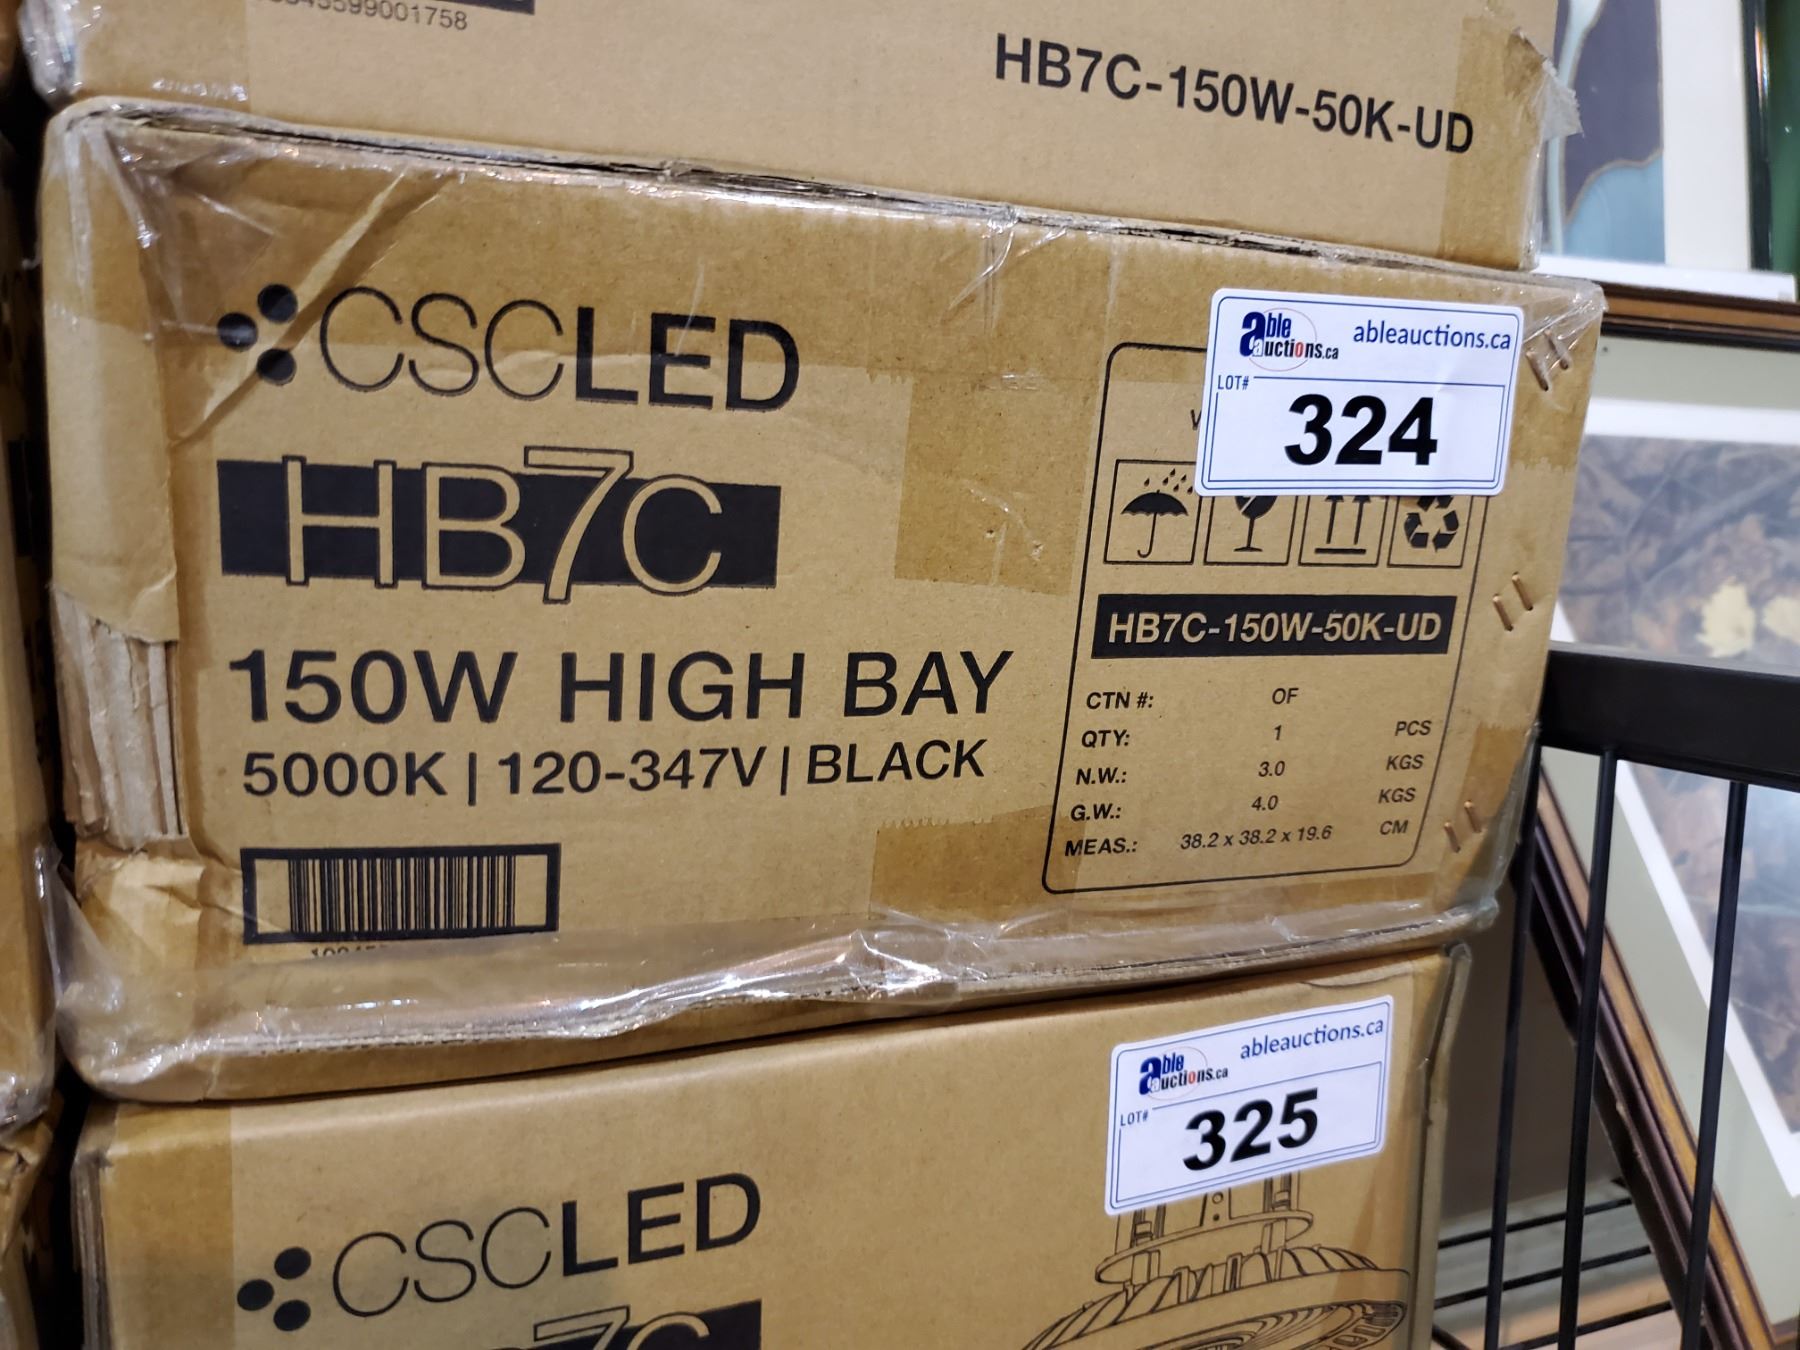 HB7C-150W-50K-UD
CSCLED
HB7C
150W HIGH BAY
5000K | 120-347V | BLACK
able auctions.ca
ableauctions.ca
LOT#
324
HB7C-150W-50K-UD
CTN #: OF
QTY: 1 PCS
N.W.: 3.0 KGS
G.W.: 4.0 KGS
MEAS.: 38.2 x 38.2 x 19.6 CM
able auctions.ca
ableauctions.ca
LOT#
325
CSCLED